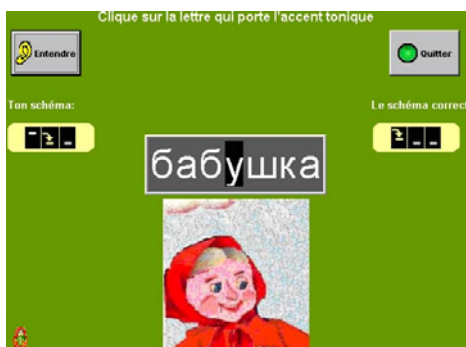 Clique sur la lettre qui porte l'accent tonique
Entendre
Quitter
Ton schéma:
Le schéma correct
бабушка